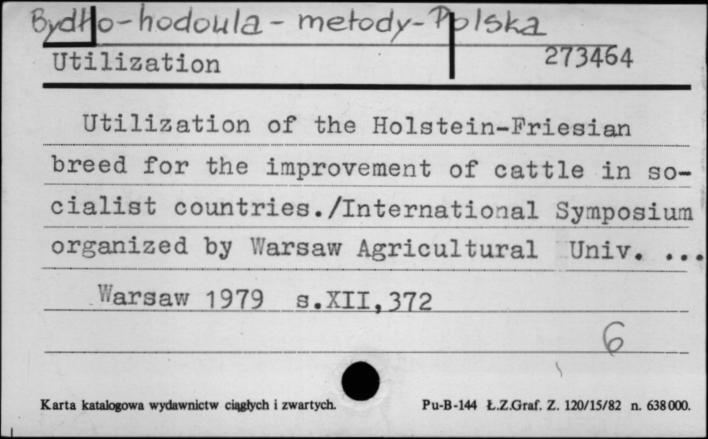 Bydło-hodowla - metody-Polska
Utilization 273464
Utilization of the Holstein-Friesian
breed for the improvement of cattle in so-
cialist countries./International Symposium
organized by Warsaw Agricultural Univ. ...
Warsaw 1979 s.XII,372
6
Karta katalogowa wydawnictw ciągłych i zwartych. Pu-B-144 Ł.Z.Graf. Z. 120/15/82 n. 638000.